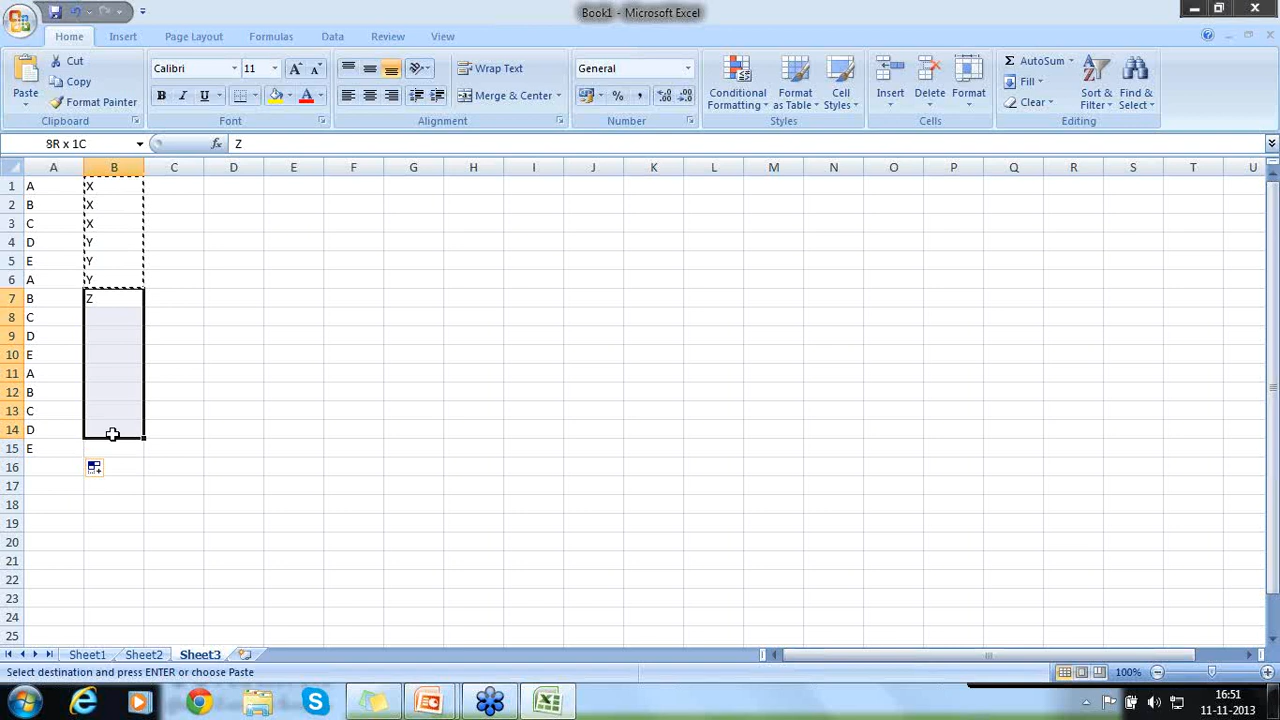 Book1 - Microsoft Excel
Home Insert Page Layout Formulas Data Review View
Paste Cut Copy Format Painter
Calibri 11 A A
B I U A
Wrap Text
Merge & Center
General
% ,
Conditional Formatting
Format as Table
Cell Styles
Insert Delete Format
Σ AutoSum
Fill
Clear
Sort & Filter
Find & Select
Clipboard Font Alignment Number Styles Cells Editing
8R x 1C fx Z
A B C D E F G H I J K L M N O P Q R S T U
1 A X
2 B X
3 C X
4 D Y
5 E Y
6 A Y
7 B Z
8 C
9 D
10 E
11 A
12 B
13 C
14 D
15 E
16
17
18
19
20
21
22
23
24
25
Sheet1 Sheet2 Sheet3
Select destination and press ENTER or choose Paste 100%
16:51
11-11-2013